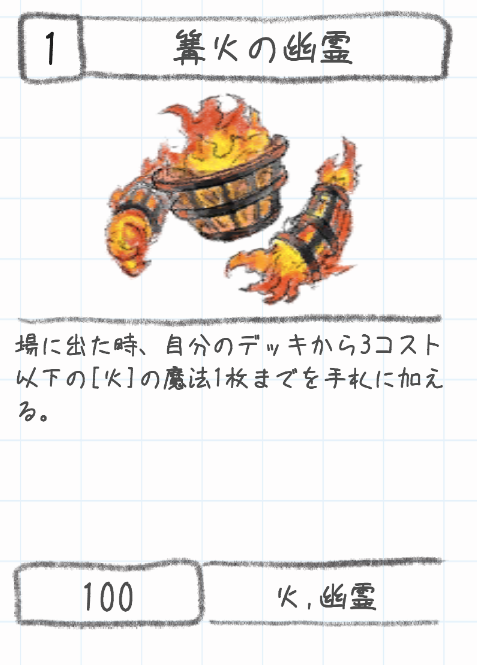 1
篝火の幽霊
場に出た時、自分のデッキから3コスト
以下の[火]の魔法1枚までを手札に加え
る。
100
火,幽霊